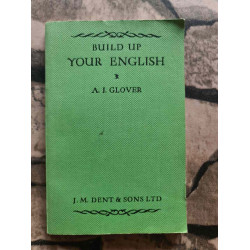 BUILD UP
YOUR ENGLISH
A. I. GLOVER
J. M. DENT & SONS LTD